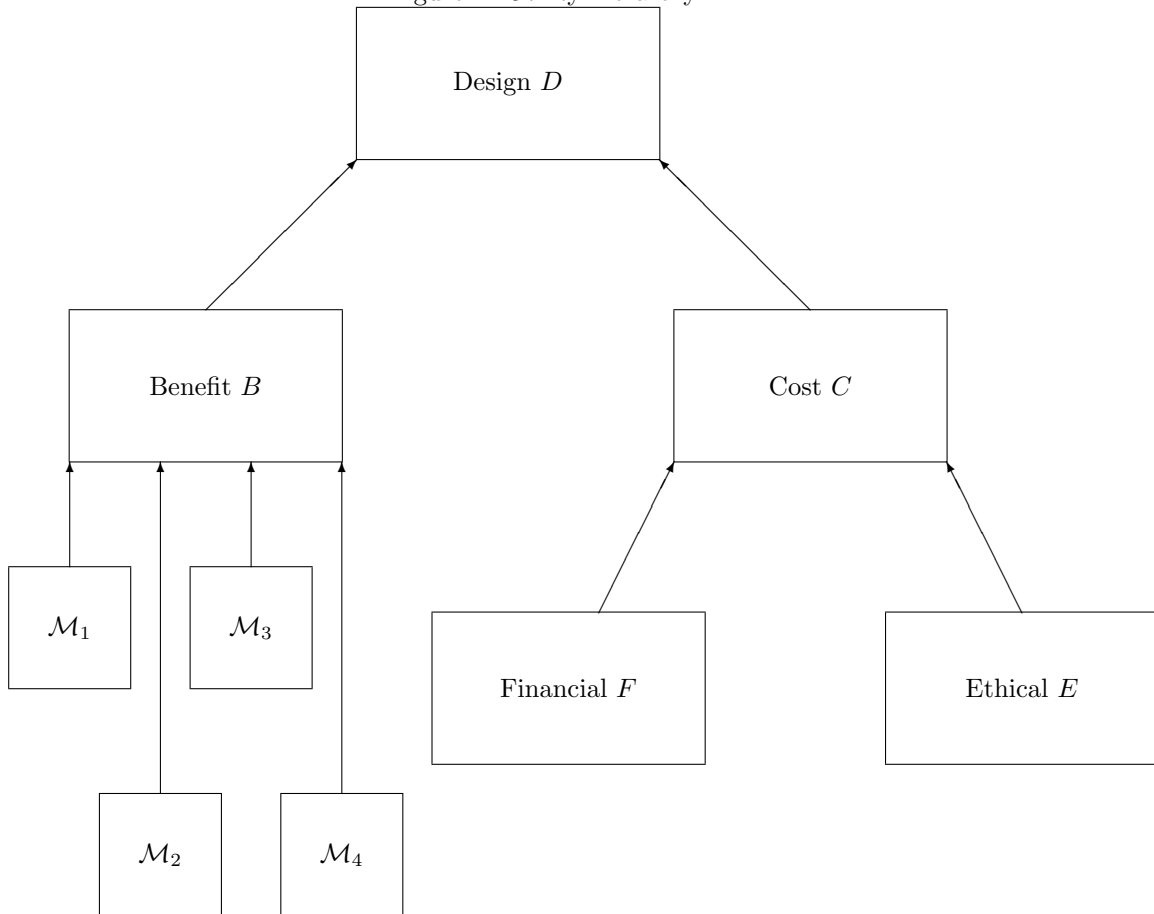 Design D
Benefit B
Cost C
M₁
M₃
Financial F
Ethical E
M₂
M₄